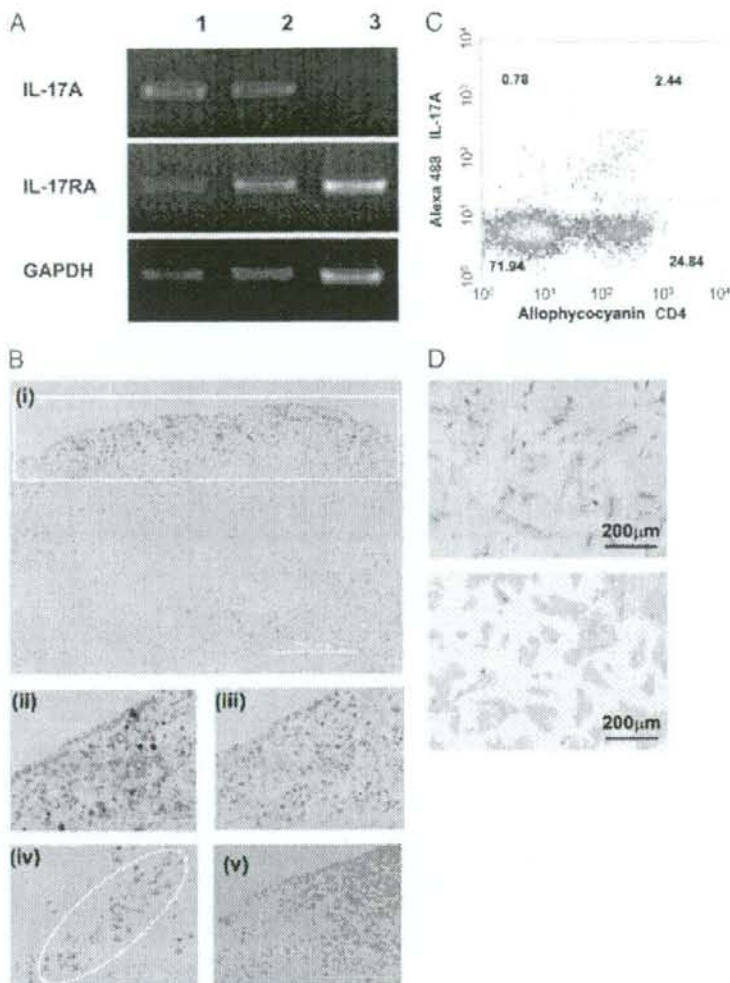 A
1 2 3
IL-17A
IL-17RA
GAPDH
B
(i)
(ii)
(iii)
(iv)
(v)
C
10⁴
10³
10²
10¹
10⁰
Alexa 488 IL-17A
0.78
2.44
71.94
24.84
10⁰ 10¹ 10² 10³ 10⁴
Allophycocyanin CD4
D
200μm
200μm